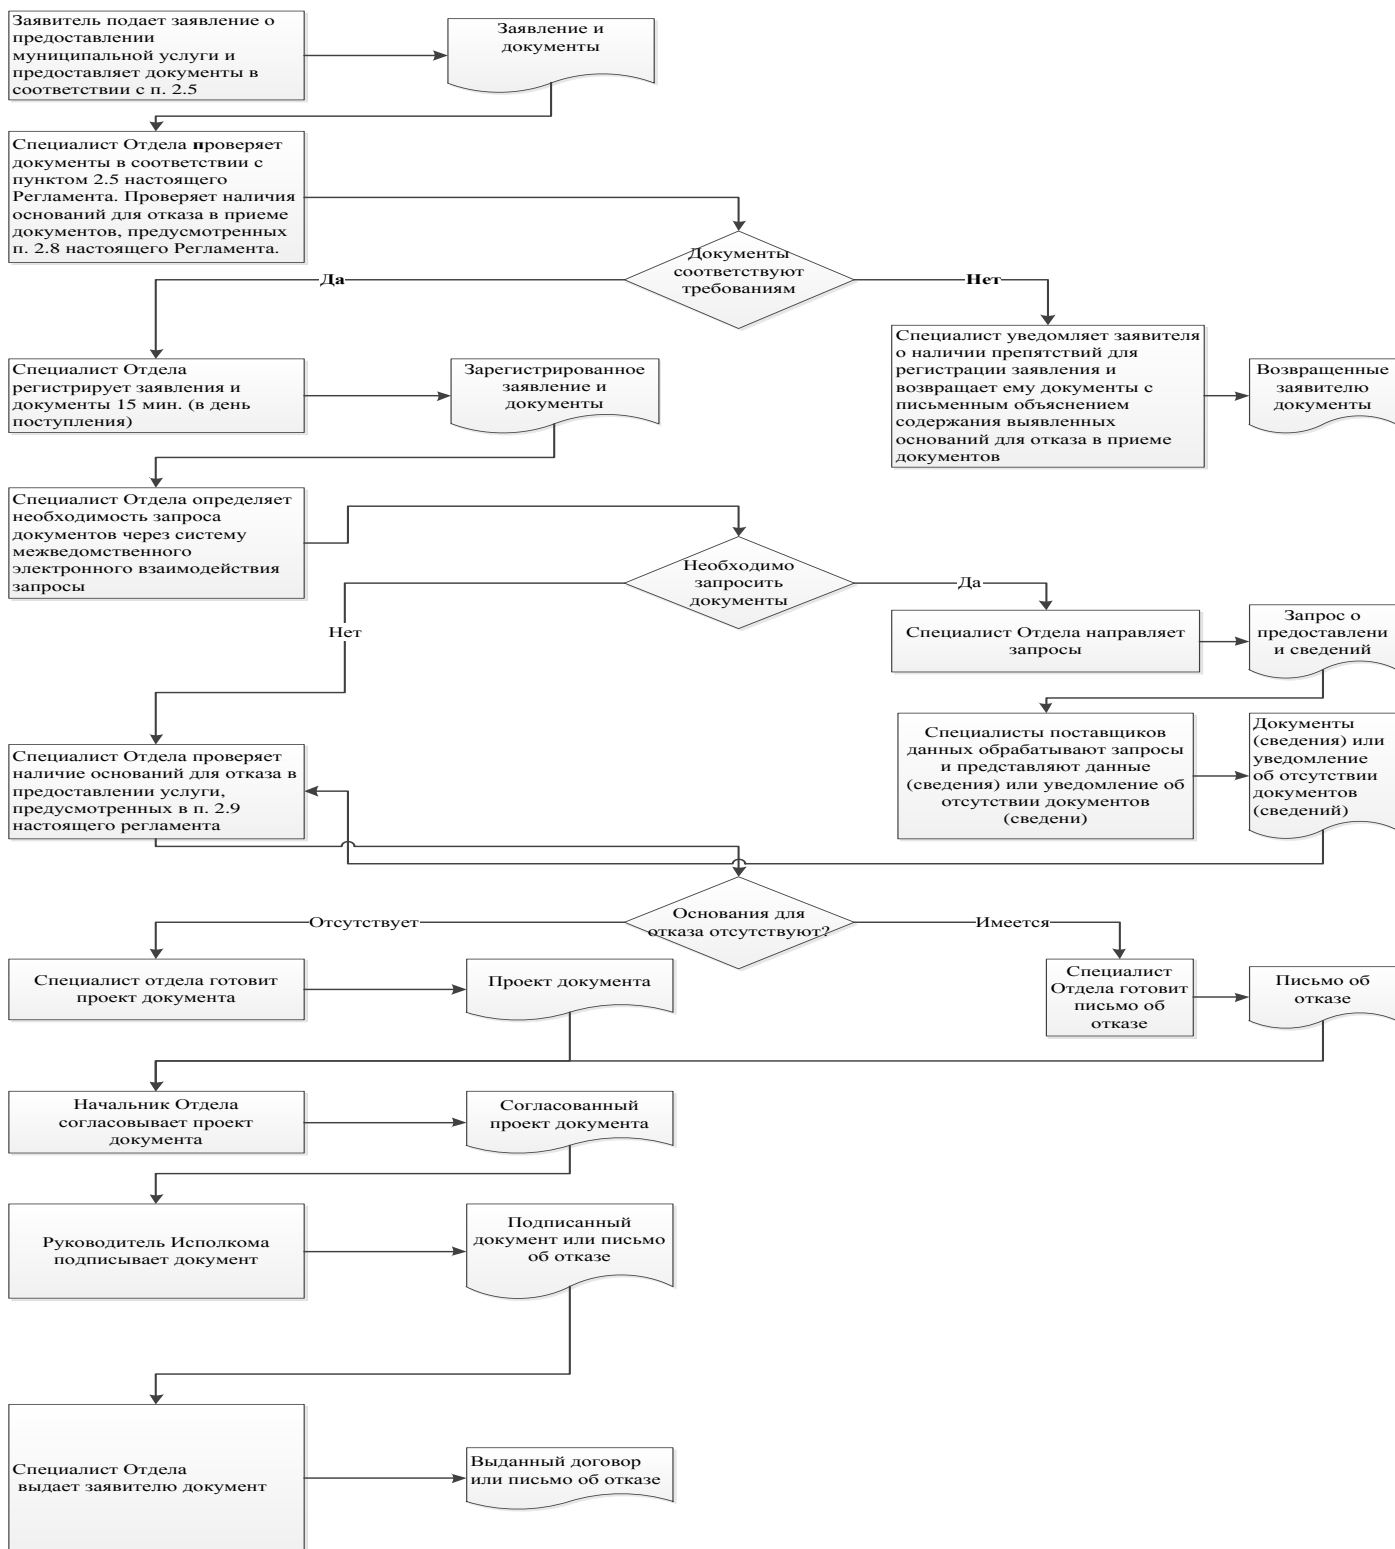 Заявитель подает заявление о
предоставлении
муниципальной услуги и
предоставляет документы в
соответствии с п. 2.5
Заявление и
документы
Специалист Отдела проверяет
документы в соответствии с
пунктом 2.5 настоящего
Регламента. Проверяет наличия
оснований для отказа в приеме
документов, предусмотренных
п. 2.8 настоящего Регламента.
Документы
соответствуют
требованиям
Да
Нет
Специалист Отдела
регистрирует заявления и
документы 15 мин. (в день
поступления)
Зарегистрированное
заявление и
документы
Специалист уведомляет заявителя
о наличии препятствий для
регистрации заявления и
возвращает ему документы с
письменным объяснением
содержания выявленных
оснований для отказа в приеме
документов
Возвращенные
заявителю
документы
Специалист Отдела определяет
необходимость запроса
документов через систему
межведомственного
электронного взаимодействия
запросы
Необходимо
запросить
документы
Да
Нет
Специалист Отдела направляет
запросы
Запрос о
предоставлени
и сведений
Специалисты поставщиков
данных обрабатывают запросы
и представляют данные
(сведения) или уведомление об
отсутствии документов
(сведени)
Документы
(сведения) или
уведомление
об отсутствии
документов
(сведений)
Специалист Отдела проверяет
наличие оснований для отказа в
предоставлении услуги,
предусмотренных в п. 2.9
настоящего регламента
Основания для
отказа отсутствуют?
Отсутствует
Имеется
Специалист отдела готовит
проект документа
Проект документа
Специалист
Отдела готовит
письмо об
отказе
Письмо об
отказе
Начальник Отдела
согласовывает проект
документа
Согласованный
проект документа
Руководитель Исполкома
подписывает документ
Подписанный
документ или письмо
об отказе
Специалист Отдела
выдает заявителю документ
Выданный договор
или письмо об отказе